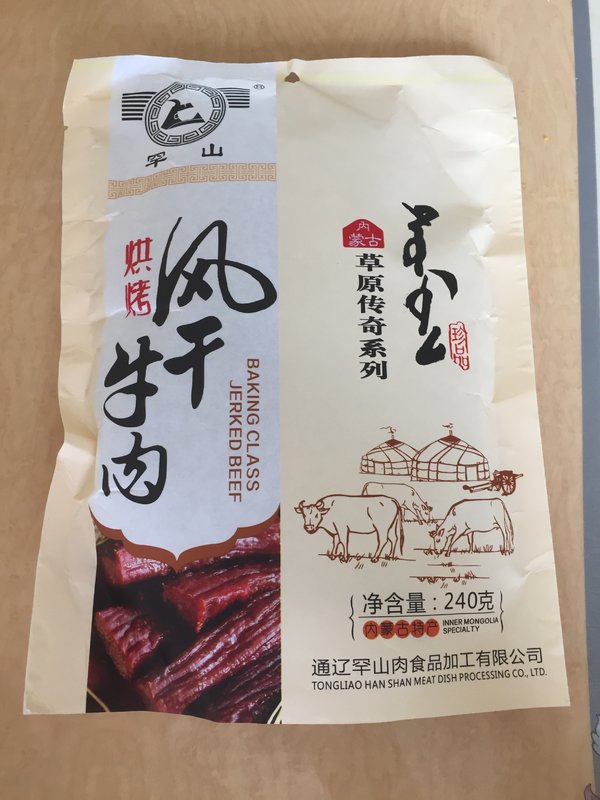 ®
罕山
烘烤
风干
牛肉
BAKING CLASS
JERKED BEEF
内
蒙古
草原传奇系列
珍品
净含量：240克
内蒙古特产
INNER MONGOLIA
SPECIALTY
通辽罕山肉食品加工有限公司
TONGLIAO HAN SHAN MEAT DISH PROCESSING CO., LTD.